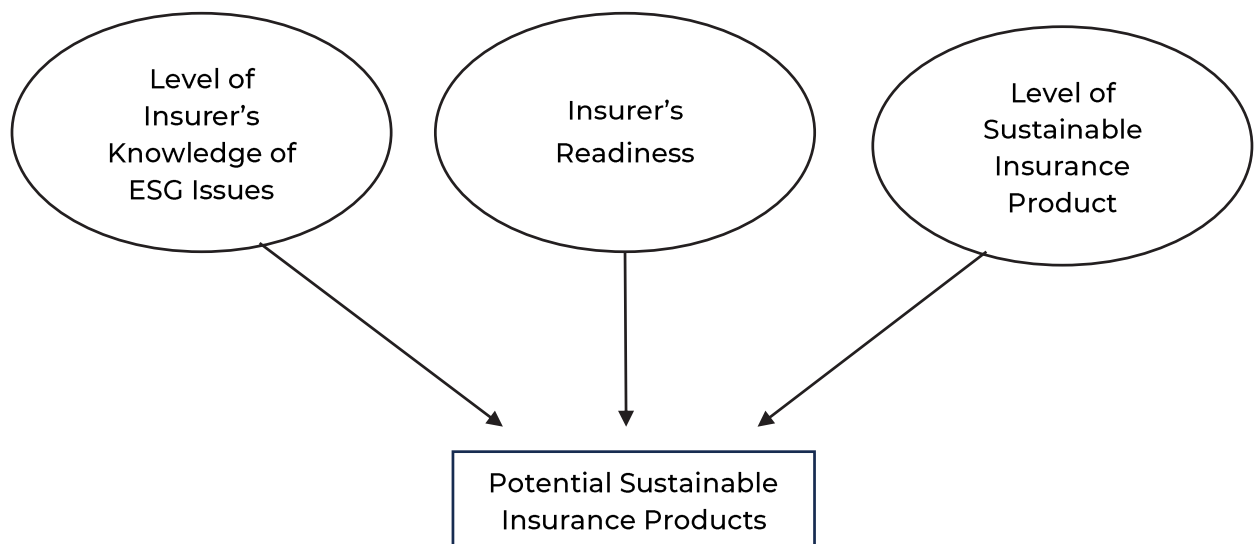 Level of
Insurer’s
Knowledge of
ESG Issues
Insurer’s
Readiness
Level of
Sustainable
Insurance
Product
Potential Sustainable
Insurance Products